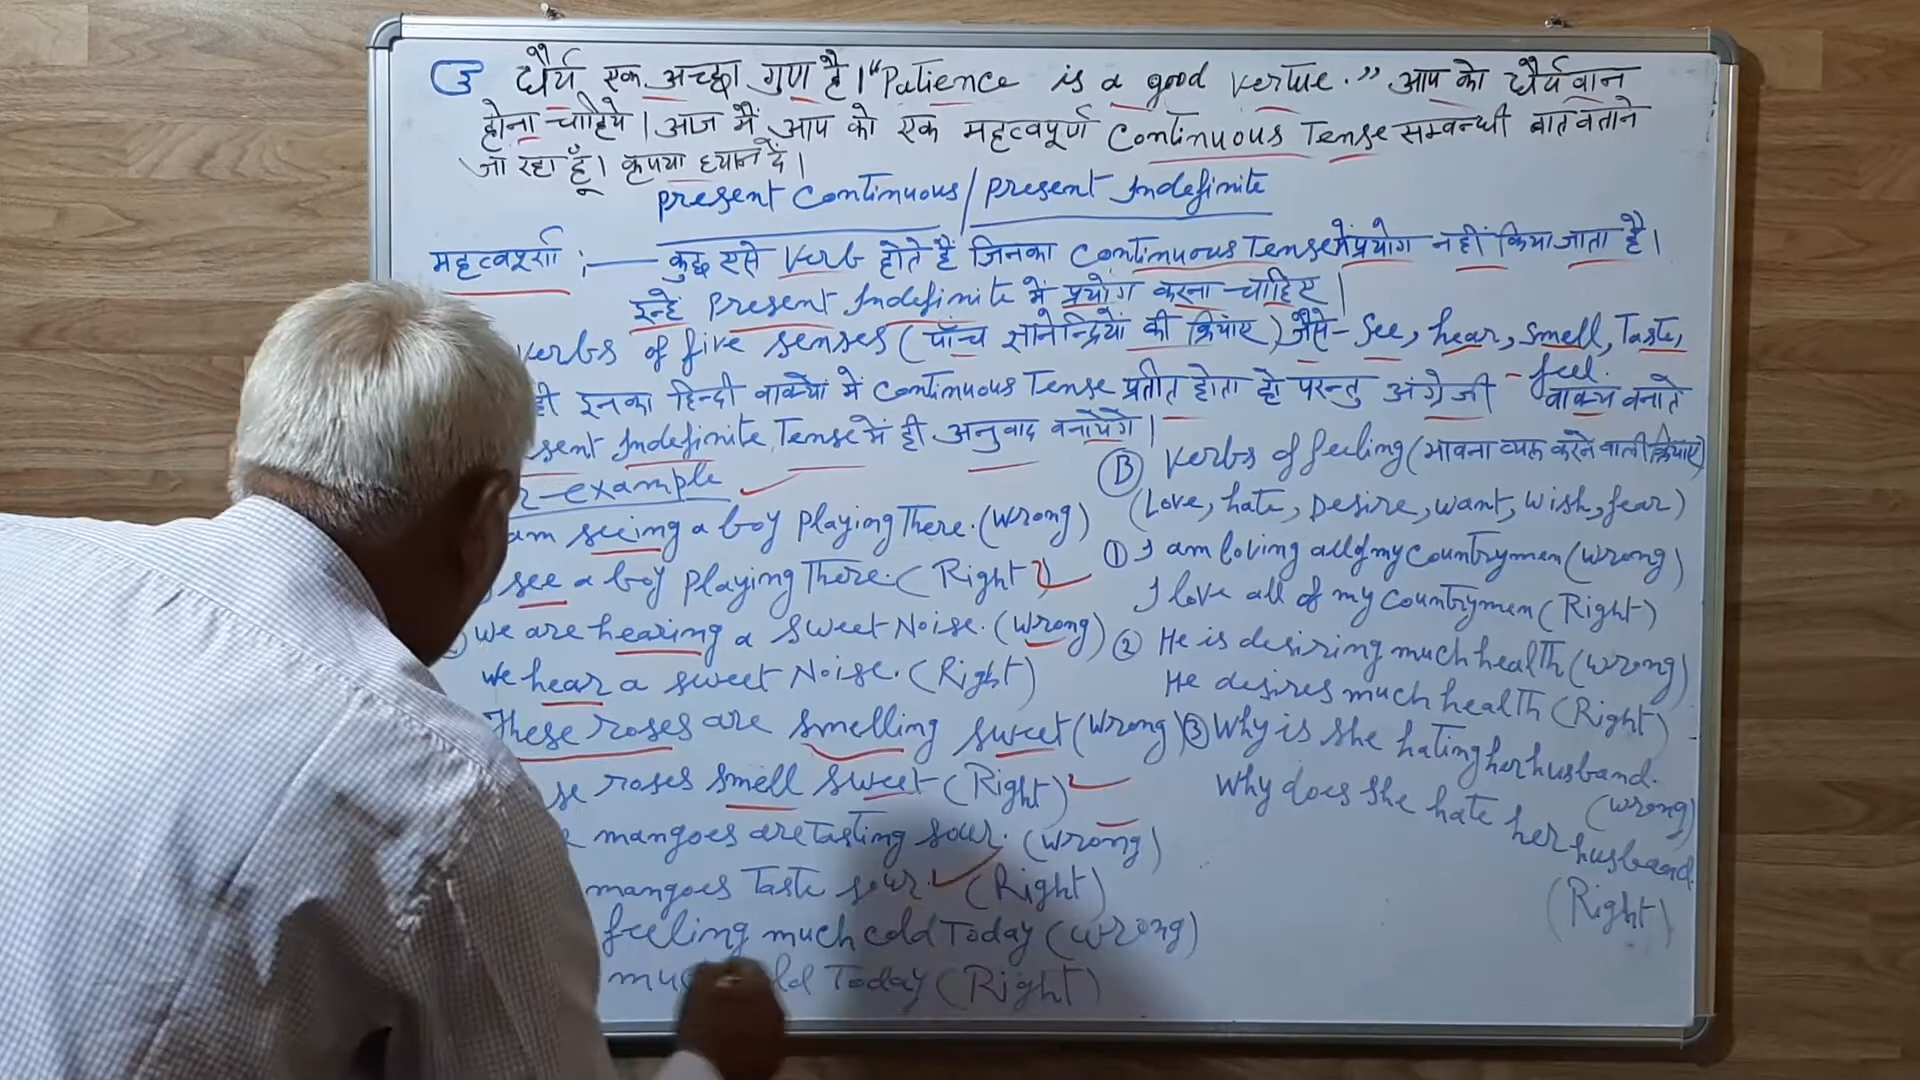 3 धैर्य एक अच्छा गुण है। "Patience is a good vertue." आप को धैर्यवान
होना चाहिये। आज मैं आप को एक महत्वपूर्ण Continuous Tense सम्बन्धी बात बताने
जा रहा हूँ। कृपया ध्यान दें।
Present Continuous / Present Indefinite
कुछ एसे Verb होते हैं जिनका Continuous Tense में प्रयोग नहीं किया जाता है।
इन्हें Present Indefinite में प्रयोग करना चाहिए।
verbs of five senses (पाँच ज्ञानेन्द्रियों की क्रियाएं) जैसे- See, hear, smell, Taste,
- feel.
ही इनका हिन्दी वाक्यों में Continuous Tense प्रतीत होता हो परन्तु अंग्रेजी वाक्य बनाते
sent Indefinite Tense में ही अनुवाद बनायेंगे।
r-example
am seeing a boy playing There. (Wrong)
see a boy playing There. (Right)
we are hearing a sweet Noise. (Wrong)
we hear a sweet Noise. (Right)
These roses are smelling sweet (Wrong)
se roses smell sweet (Right)
mangoes are Tasting sour. (Wrong)
mangoes Taste sour. (Right)
feeling much cold Today (Wrong)
Today (Right)
(B) Verbs of feeling (भावना व्यक्त करने वाली क्रियाएं)
(Love, hate, Desire, want, wish, fear)
① I am loving all of my Countrymen (Wrong)
I love all of my Countrymen (Right)
② He is desiring much health (Wrong)
He desires much health (Right)
③ Why is she hating her husband.
(Wrong)
Why does she hate her husband.
(Right)